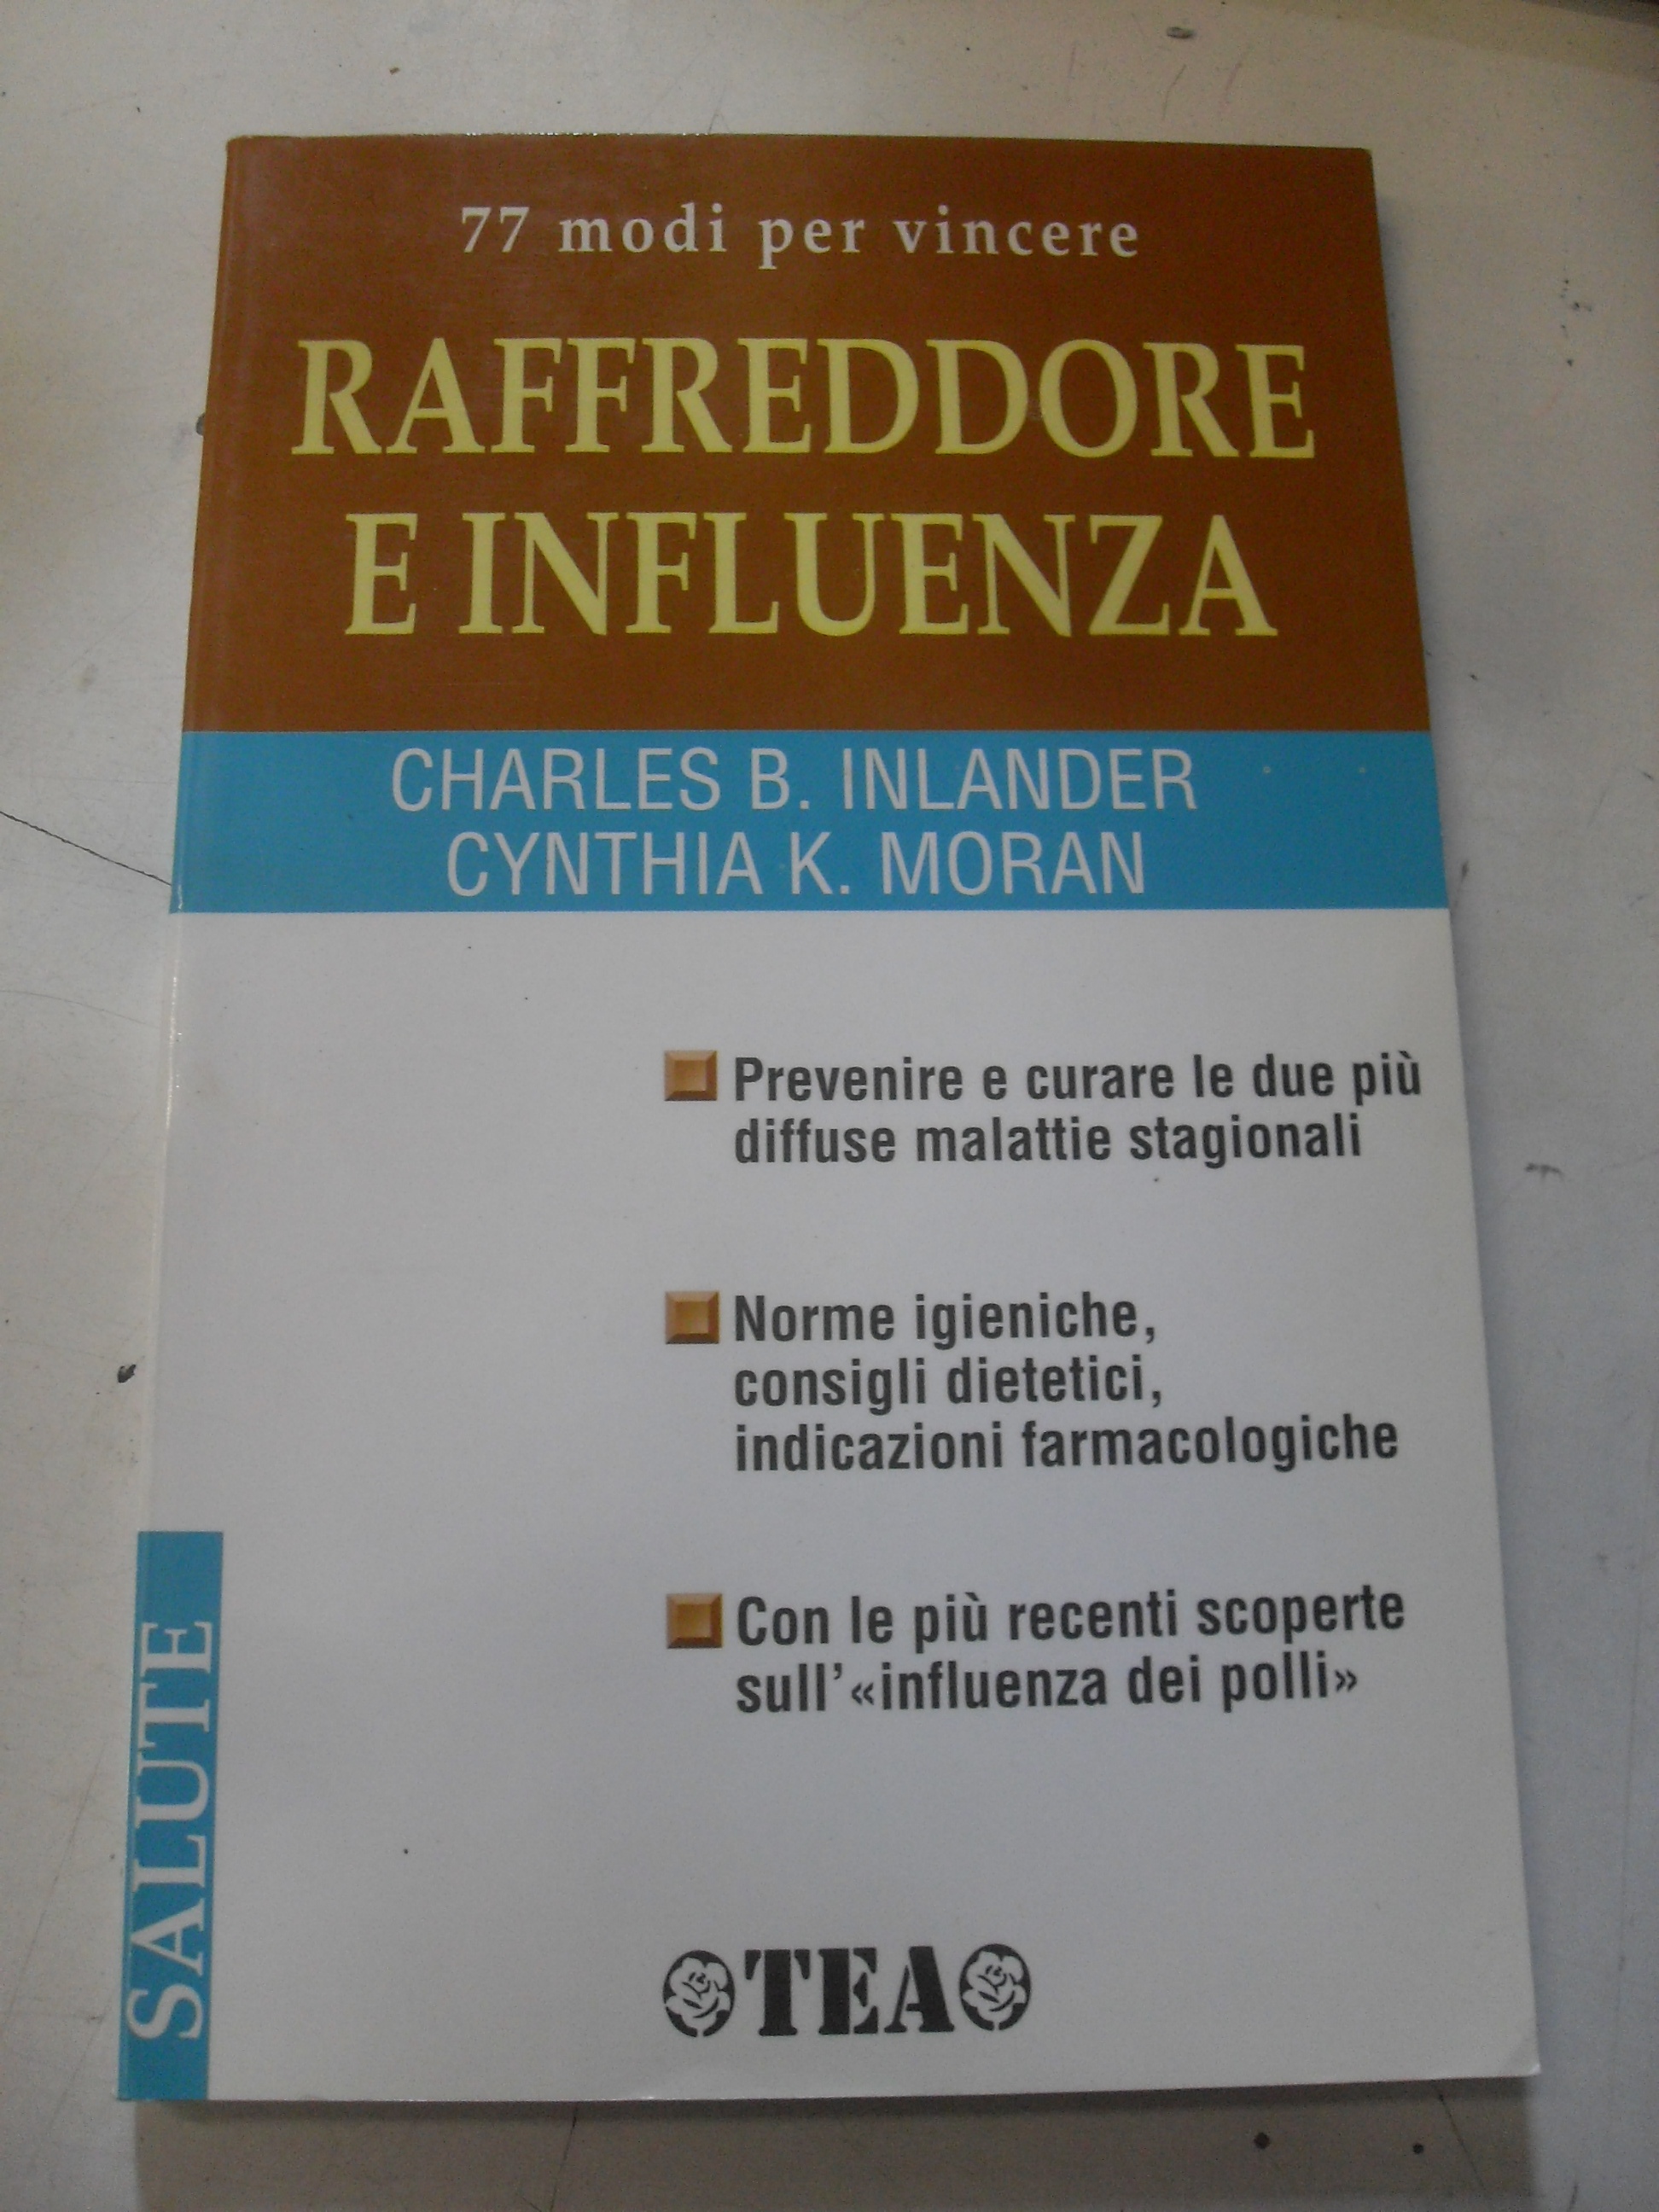 77 modi per vincere
RAFFREDDORE
E INFLUENZA
CHARLES B. INLANDER
CYNTHIA K. MORAN
Prevenire e curare le due più
diffuse malattie stagionali
Norme igieniche,
consigli dietetici,
indicazioni farmacologiche
Con le più recenti scoperte
sull'«influenza dei polli»
SALUTE
TEA